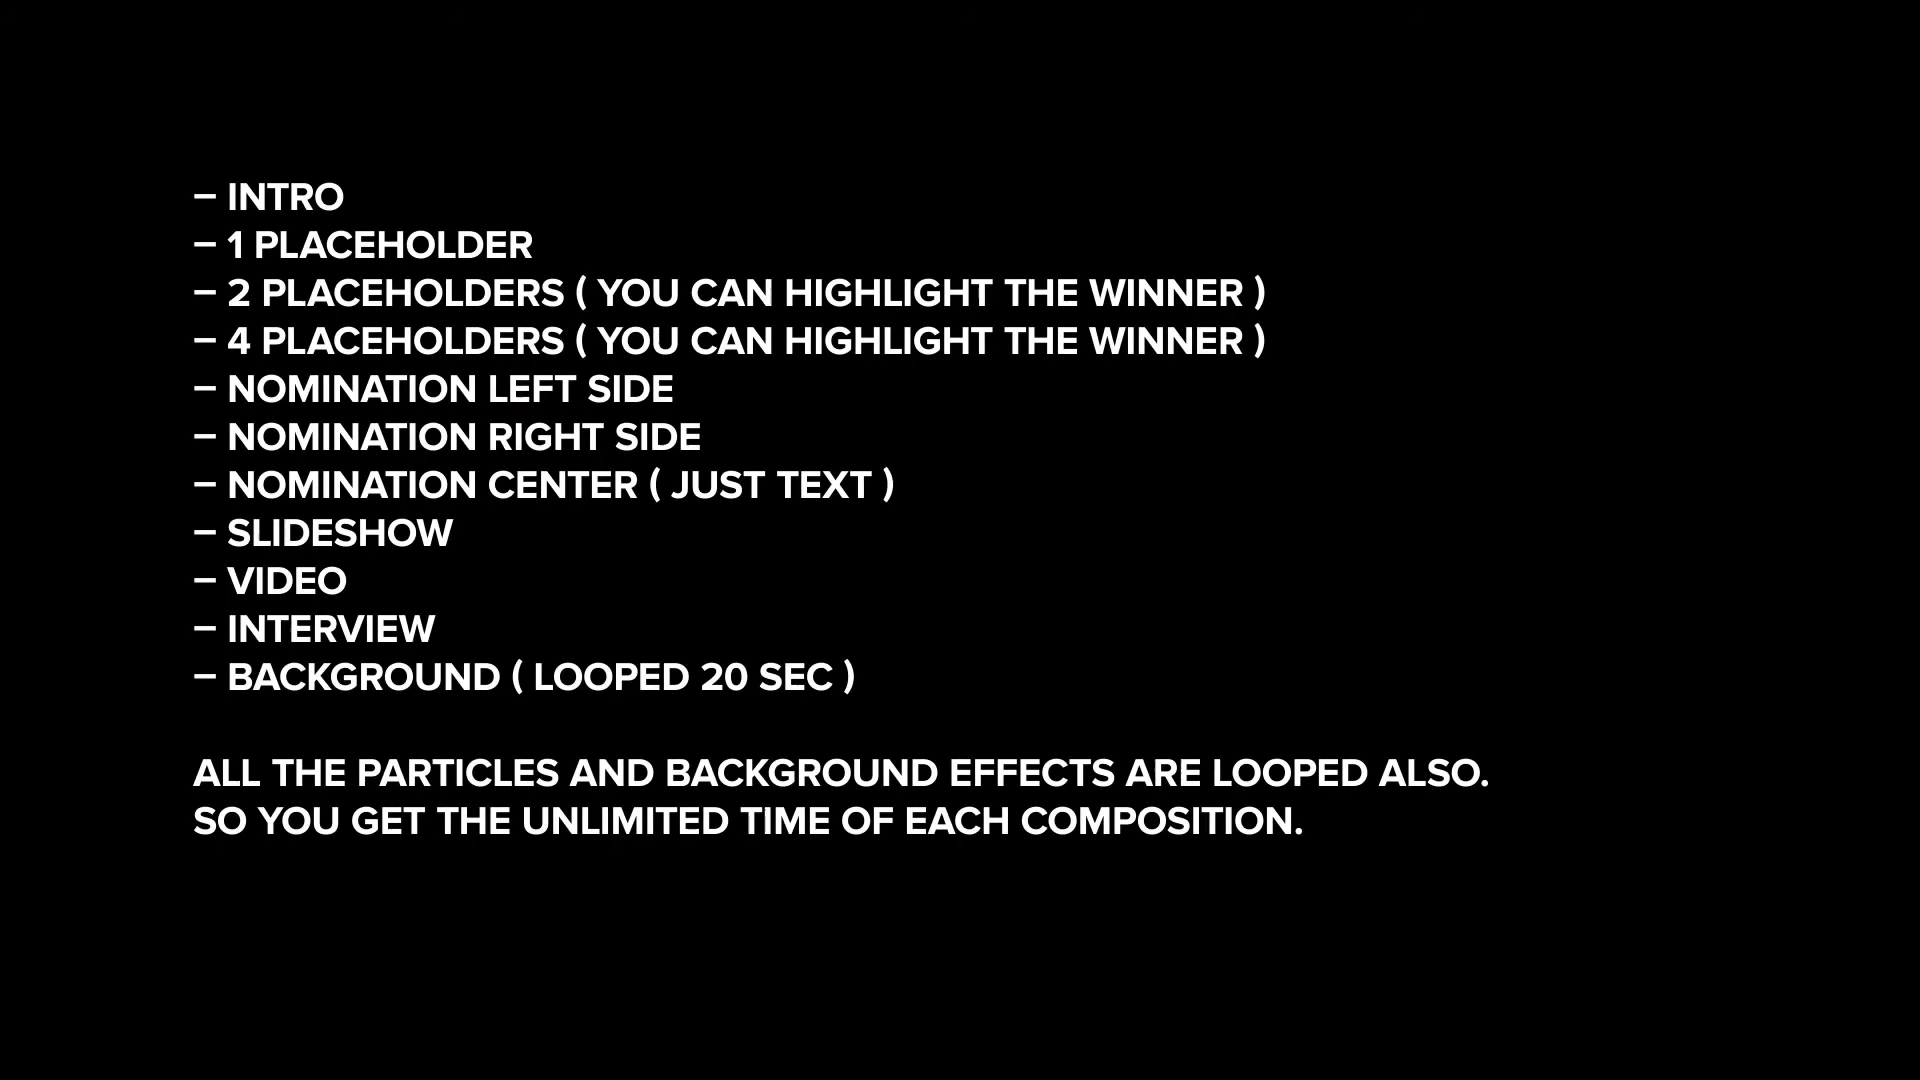 – INTRO
– 1 PLACEHOLDER
– 2 PLACEHOLDERS ( YOU CAN HIGHLIGHT THE WINNER )
– 4 PLACEHOLDERS ( YOU CAN HIGHLIGHT THE WINNER )
– NOMINATION LEFT SIDE
– NOMINATION RIGHT SIDE
– NOMINATION CENTER ( JUST TEXT )
– SLIDESHOW
– VIDEO
– INTERVIEW
– BACKGROUND ( LOOPED 20 SEC )
ALL THE PARTICLES AND BACKGROUND EFFECTS ARE LOOPED ALSO.
SO YOU GET THE UNLIMITED TIME OF EACH COMPOSITION.